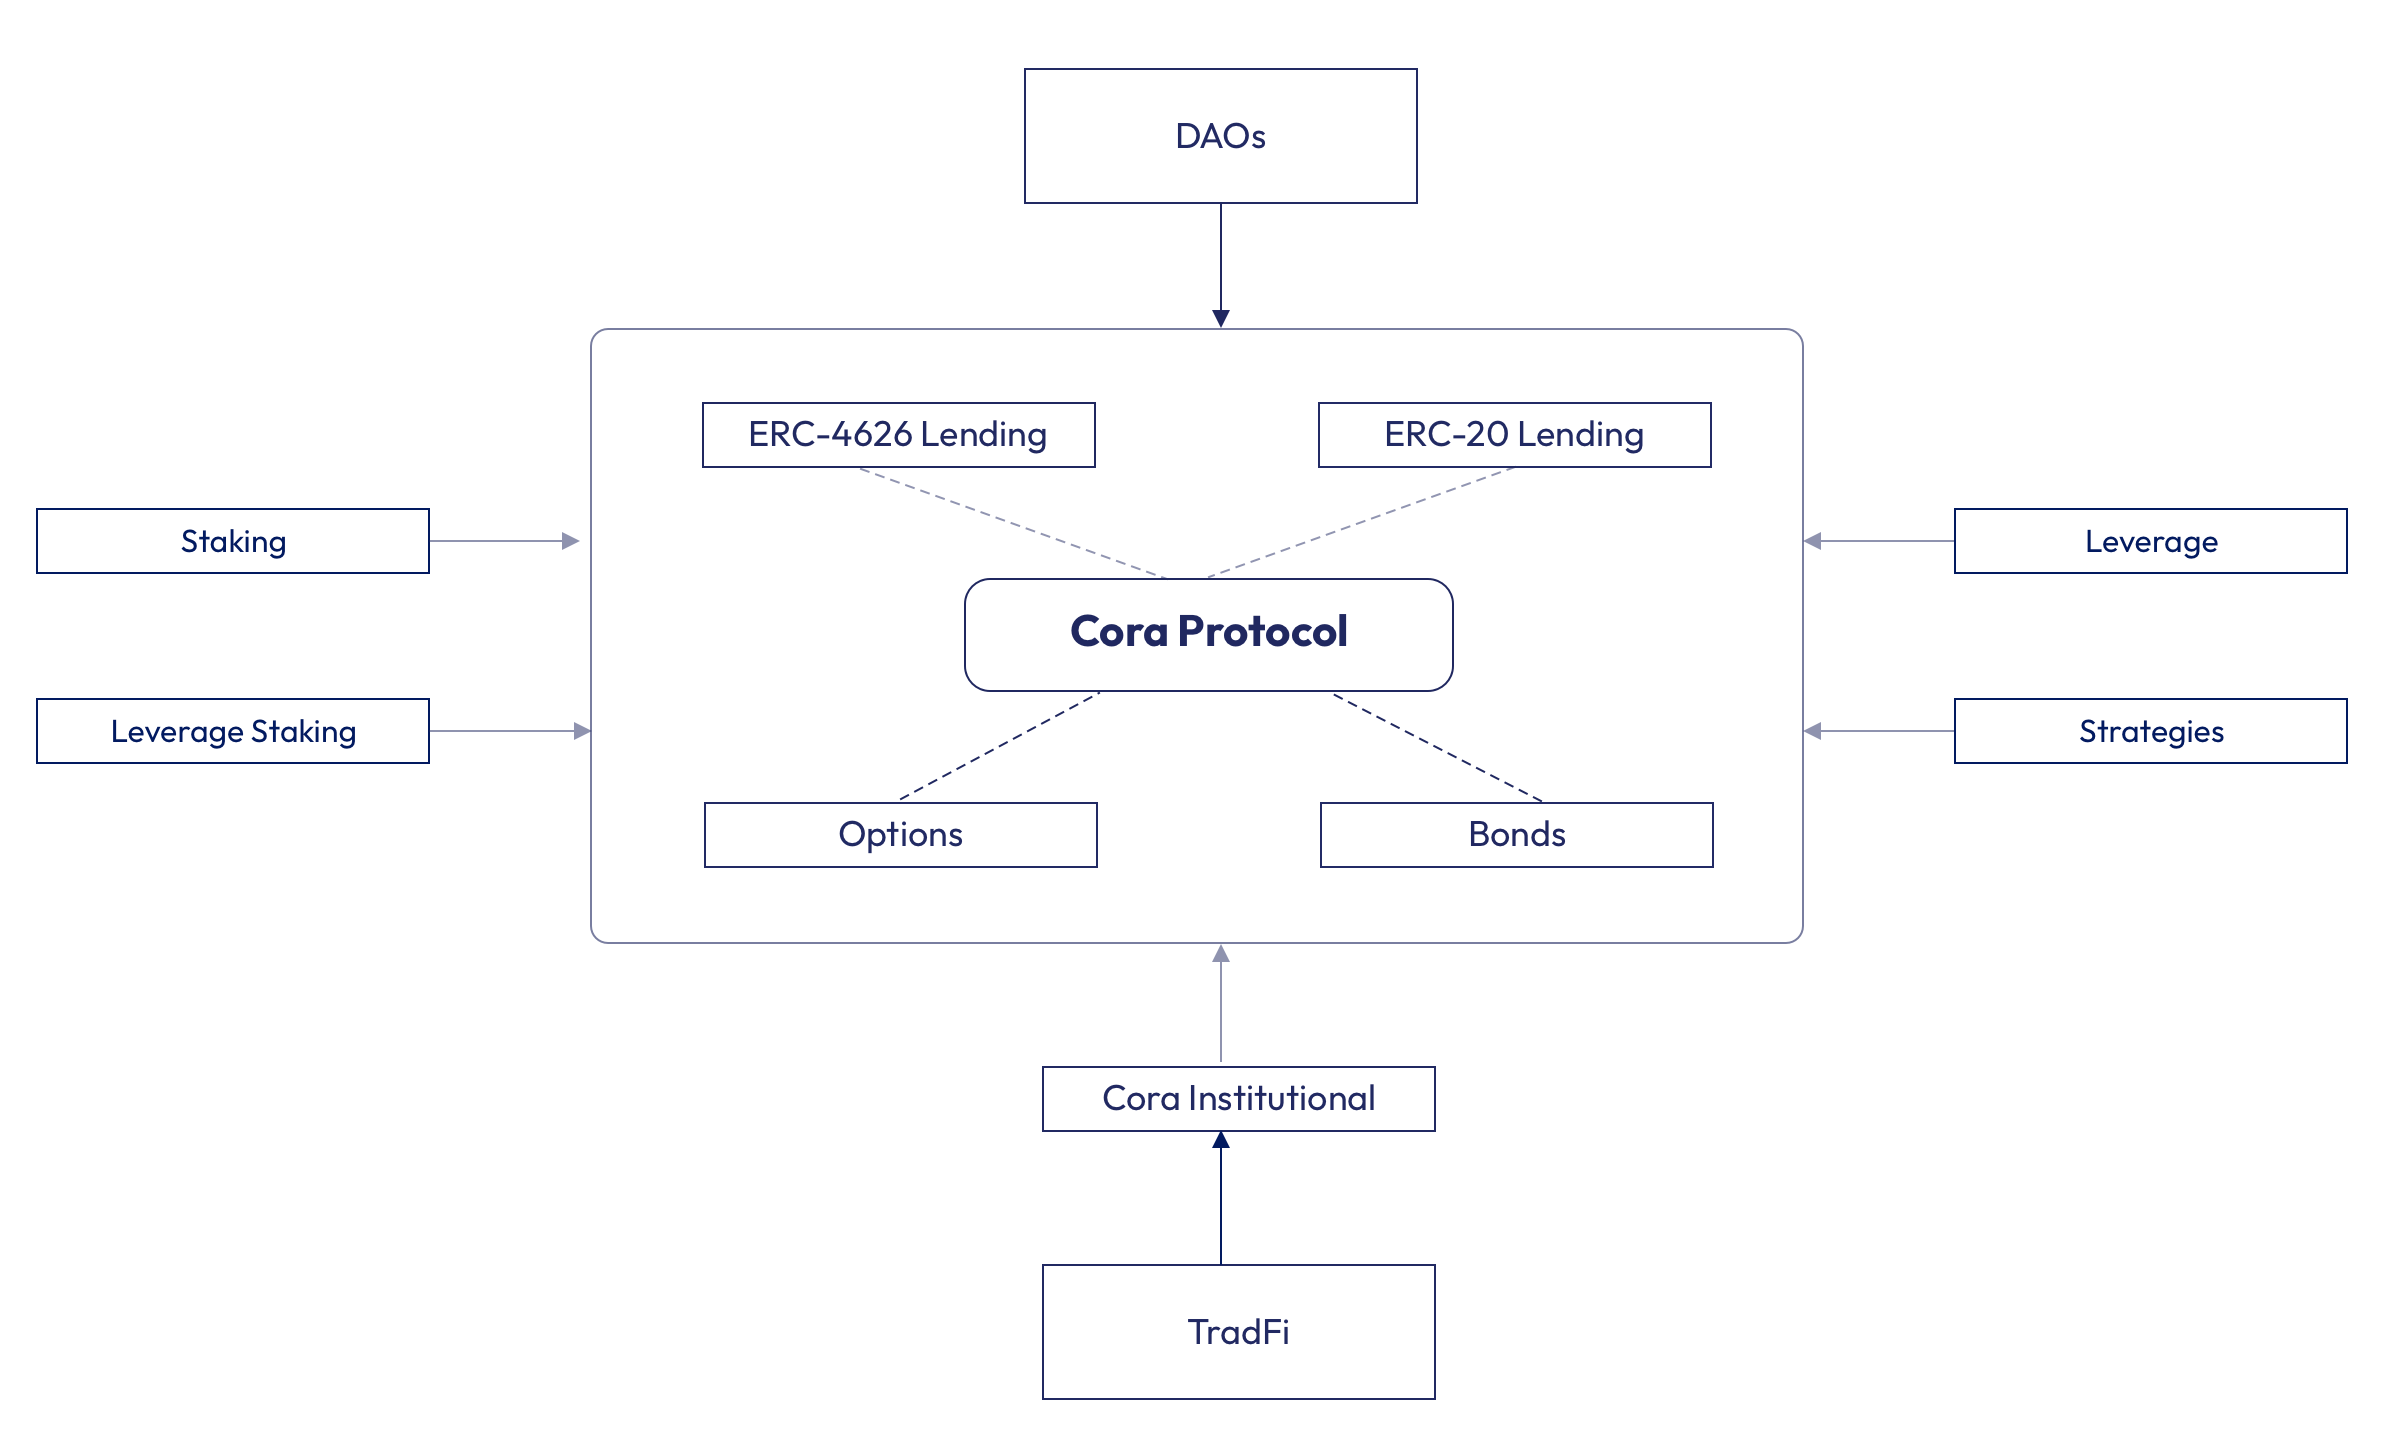 DAOs
ERC-4626 Lending
ERC-20 Lending
Staking
Leverage
Cora Protocol
Leverage Staking
Strategies
Options
Bonds
Cora Institutional
TradFi